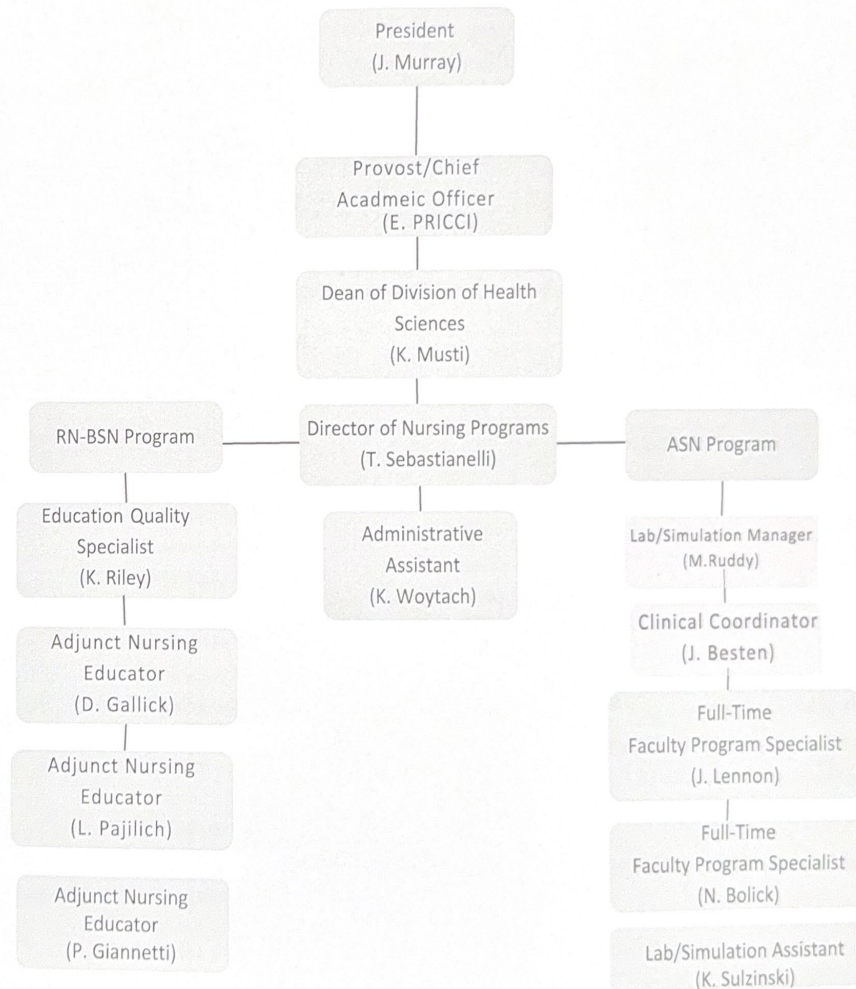 President
(J. Murray)
Provost/Chief
Acadmeic Officer
(E. PRICCI)
Dean of Division of Health
Sciences
(K. Musti)
Director of Nursing Programs
(T. Sebastianelli)
Administrative
Assistant
(K. Woytach)
RN-BSN Program
Education Quality
Specialist
(K. Riley)
Adjunct Nursing
Educator
(D. Gallick)
Adjunct Nursing
Educator
(L. Pajilich)
Adjunct Nursing
Educator
(P. Giannetti)
ASN Program
Lab/Simulation Manager
(M.Ruddy)
Clinical Coordinator
(J. Besten)
Full-Time
Faculty Program Specialist
(J. Lennon)
Full-Time
Faculty Program Specialist
(N. Bolick)
Lab/Simulation Assistant
(K. Sulzinski)